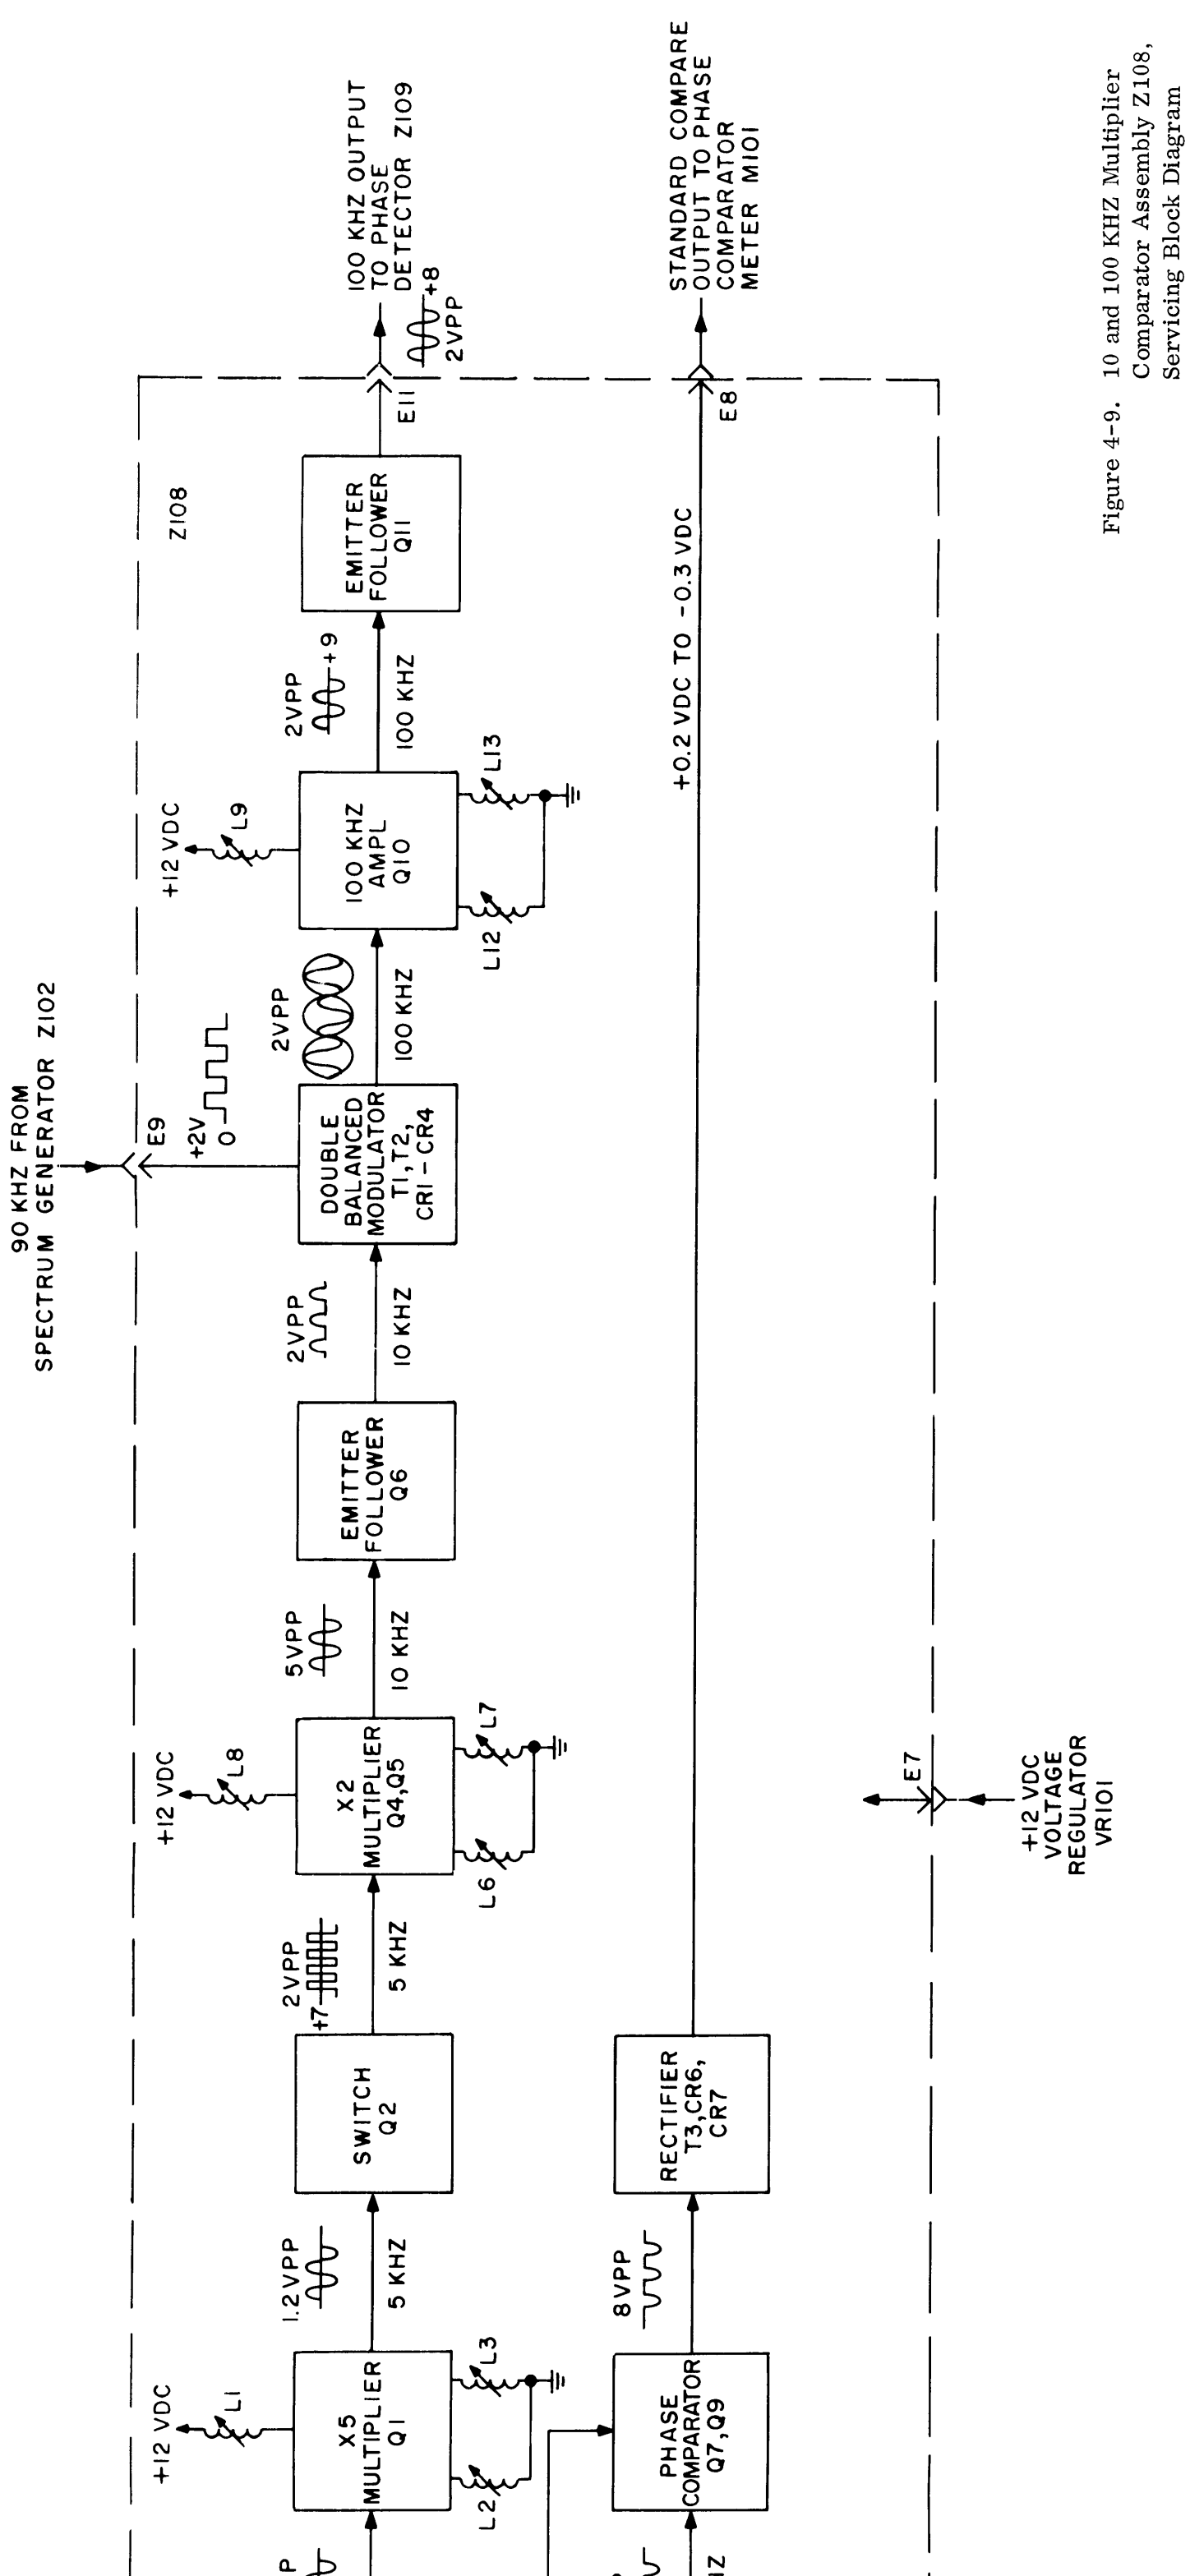 90 KHZ FROM
SPECTRUM GENERATOR Z102
E9
+2V
0
Z108
+12 VDC
L1
X5
MULTIPLIER
Q1
L2
L3
1.2VPP
5 KHZ
SWITCH
Q2
2VPP
+7
5 KHZ
+12 VDC
L8
X2
MULTIPLIER
Q4,Q5
L6
L7
5VPP
10 KHZ
EMITTER
FOLLOWER
Q6
2VPP
10 KHZ
DOUBLE
BALANCED
MODULATOR
T1,T2,
CR1-CR4
2VPP
100 KHZ
+12 VDC
L9
100 KHZ
AMPL
Q10
L12
L13
2VPP
+9
100 KHZ
EMITTER
FOLLOWER
Q11
E11
100 KHZ OUTPUT
TO PHASE
DETECTOR Z109
+8
2VPP
PHASE
COMPARATOR
Q7,Q9
8VPP
RECTIFIER
T3,CR6,
CR7
+0.2 VDC TO -0.3 VDC
E8
STANDARD COMPARE
OUTPUT TO PHASE
COMPARATOR
METER M101
E7
+12 VDC
VOLTAGE
REGULATOR
VR101
Figure 4-9. 10 and 100 KHZ Multiplier
Comparator Assembly Z108,
Servicing Block Diagram